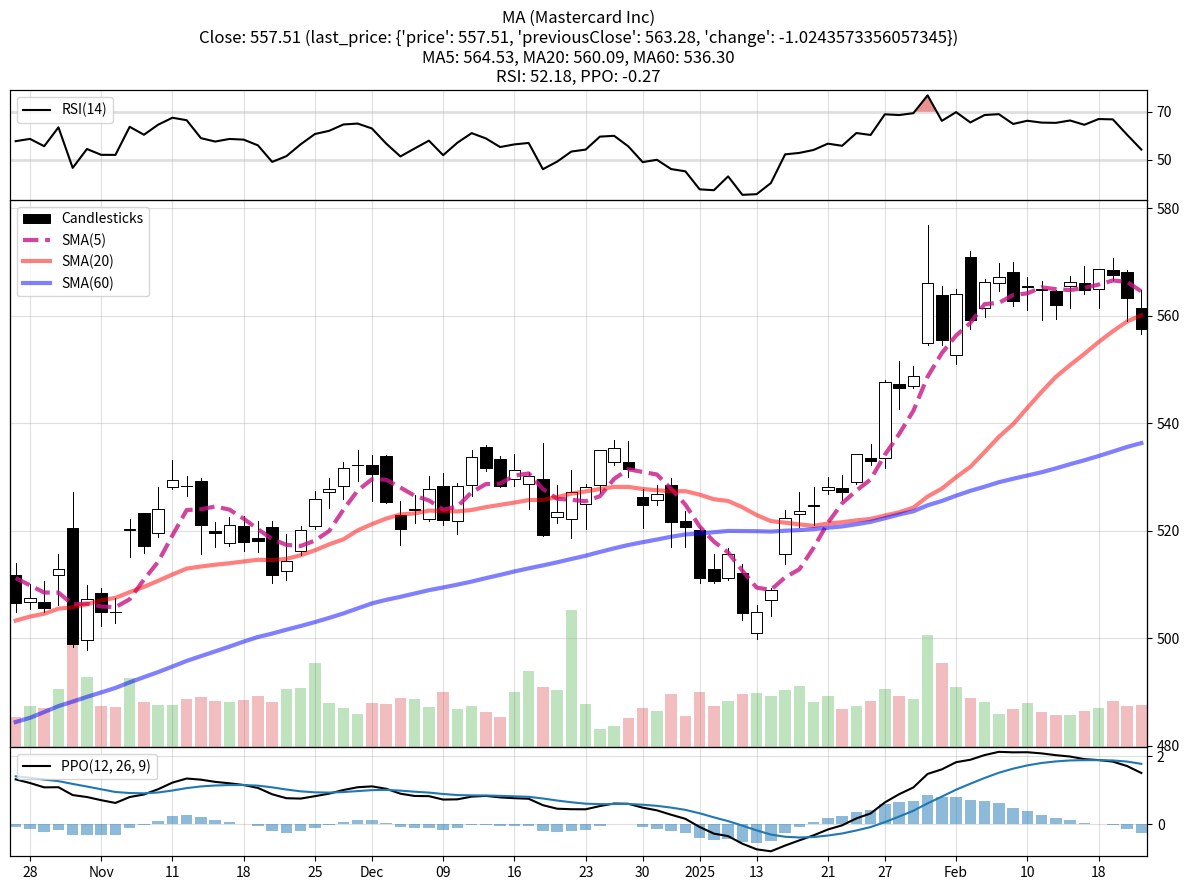 MA (Mastercard Inc)
Close: 557.51 (last_price: {'price': 557.51, 'previousClose': 563.28, 'change': -1.0243573356057345})
MA5: 564.53, MA20: 560.09, MA60: 536.30
RSI: 52.18, PPO: -0.27
RSI(14)
70
50
Candlesticks
SMA(5)
SMA(20)
SMA(60)
580
560
540
520
500
480
PPO(12, 26, 9)
2
0
28 Nov 11 18 25 Dec 09 16 23 30 2025 13 21 27 Feb 10 18